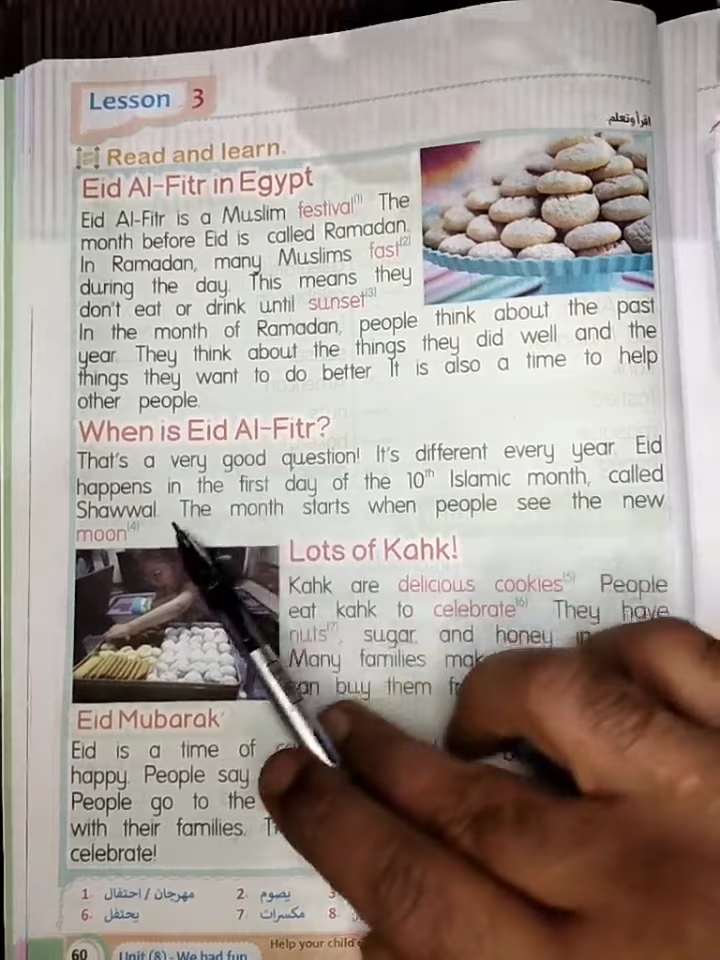 Lesson 3
اقرأ وتعلم
Read and learn.
Eid Al-Fitr in Egypt
Eid Al-Fitr is a Muslim festival(1) The
month before Eid is called Ramadan.
In Ramadan, many Muslims fast(2)
during the day. This means they
don't eat or drink until sunset(3)
In the month of Ramadan, people think about the past
year. They think about the things they did well and the
things they want to do better. It is also a time to help
other people.
When is Eid Al-Fitr?
That's a very good question! It's different every year. Eid
happens in the first day of the 10th Islamic month, called
Shawwal. The month starts when people see the new
moon(4)
Lots of Kahk!
Kahk are delicious cookies(5) People
eat kahk to celebrate(6) They have
nuts(7), sugar, and honey in
Many families
can buy them
Eid Mubarak
Eid is a time of
happy. People say
People go to the
with their families.
celebrate!
1. مهرجان / احتفال 2. يصوم 3
6. يحتفل 7. مكسرات 8.
60 Unit (8) - We had fun Help your child